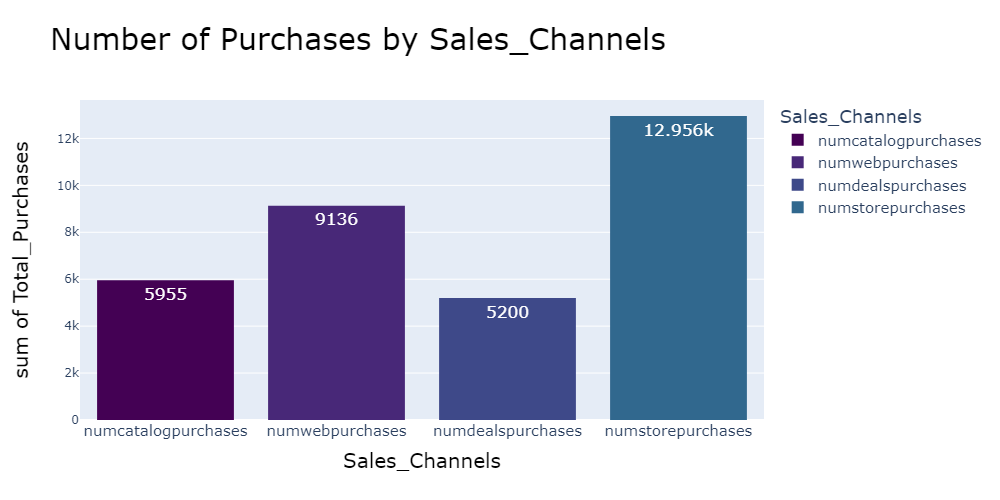 Number of Purchases by Sales_Channels
sum of Total_Purchases
12k
10k
8k
6k
4k
2k
0
5955
9136
5200
12.956k
numcatalogpurchases
numwebpurchases
numdealspurchases
numstorepurchases
Sales_Channels
Sales_Channels
numcatalogpurchases
numwebpurchases
numdealspurchases
numstorepurchases